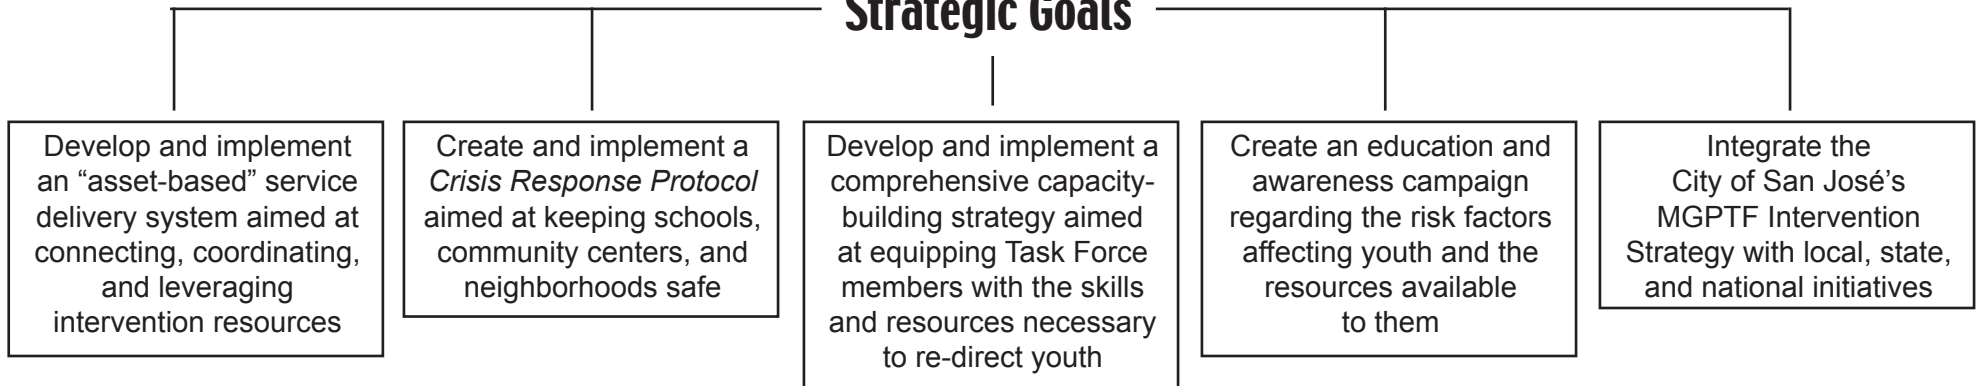 Strategic Goals
Develop and implement
an “asset-based” service
delivery system aimed at
connecting, coordinating,
and leveraging
intervention resources
Create and implement a
Crisis Response Protocol
aimed at keeping schools,
community centers, and
neighborhoods safe
Develop and implement a
comprehensive capacity-
building strategy aimed
at equipping Task Force
members with the skills
and resources necessary
to re-direct youth
Create an education and
awareness campaign
regarding the risk factors
affecting youth and the
resources available
to them
Integrate the
City of San José’s
MGPTF Intervention
Strategy with local, state,
and national initiatives